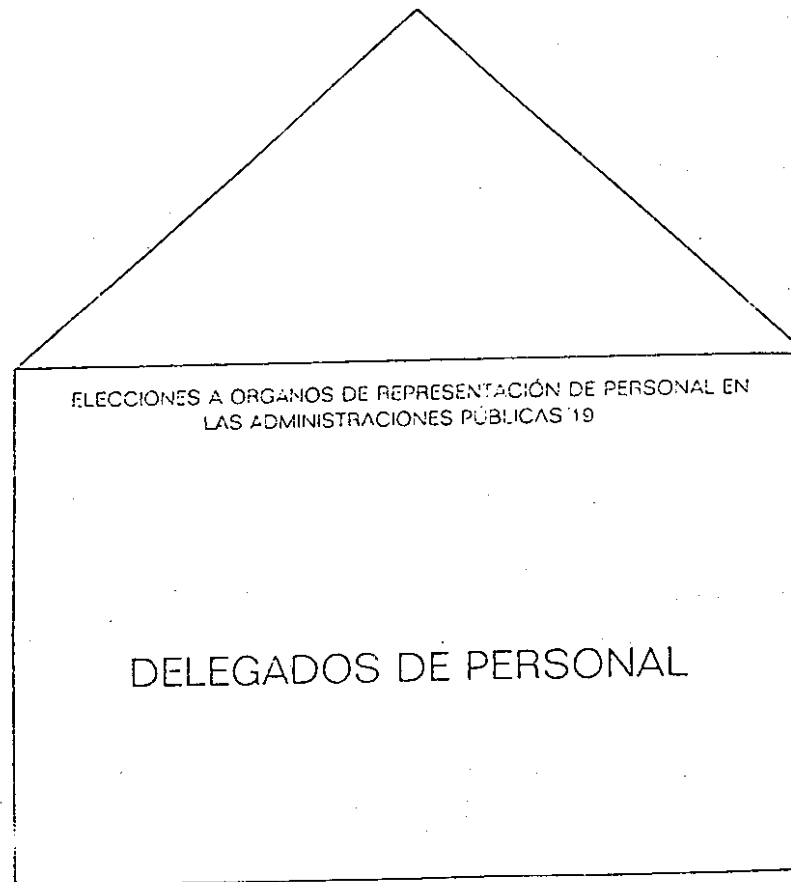 ELECCIONES A ORGANOS DE REPRESENTACIÓN DE PERSONAL EN
LAS ADMINISTRACIONES PÚBLICAS 19
DELEGADOS DE PERSONAL